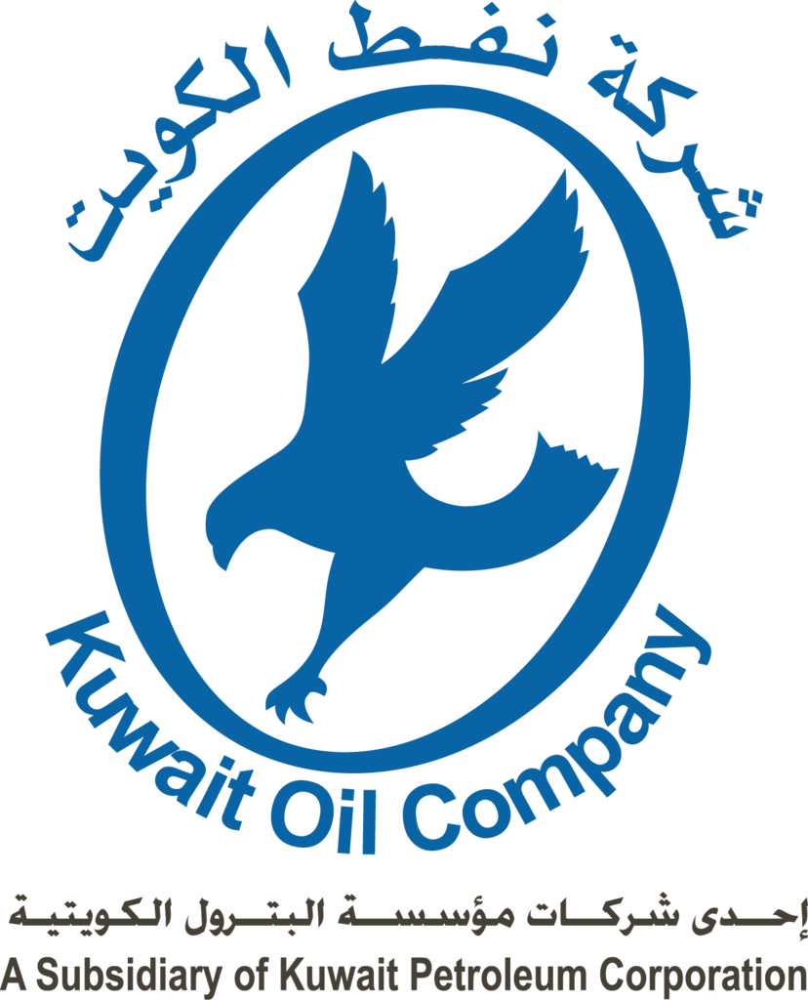 شركة نفط الكويت
Kuwait Oil Company
إحدى شركات مؤسسة البترول الكويتية
A Subsidiary of Kuwait Petroleum Corporation